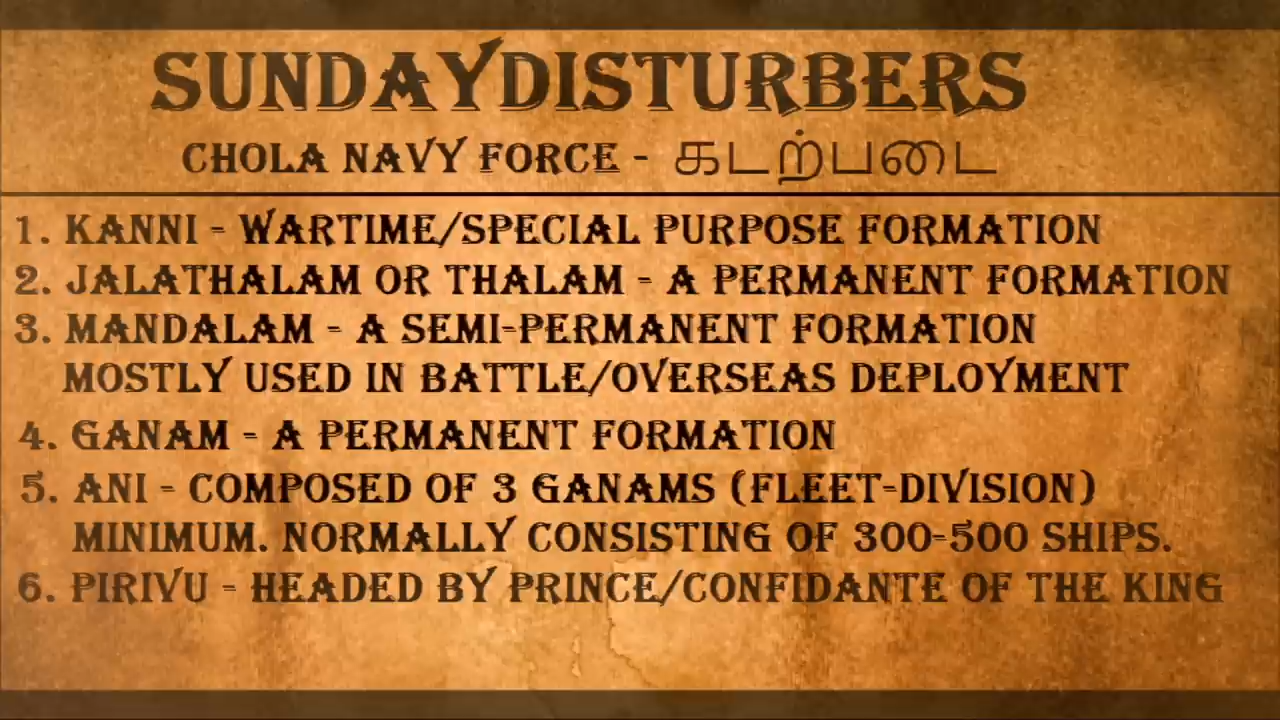 SUNDAYDISTURBERS
CHOLA NAVY FORCE - கடற்படை
1. KANNI - WARTIME/SPECIAL PURPOSE FORMATION
2. JALATHALAM OR THALAM - A PERMANENT FORMATION
3. MANDALAM - A SEMI-PERMANENT FORMATION
MOSTLY USED IN BATTLE/OVERSEAS DEPLOYMENT
4. GANAM - A PERMANENT FORMATION
5. ANI - COMPOSED OF 3 GANAMS (FLEET-DIVISION)
MINIMUM. NORMALLY CONSISTING OF 300-500 SHIPS.
6. PIRIVU - HEADED BY PRINCE/CONFIDANTE OF THE KING